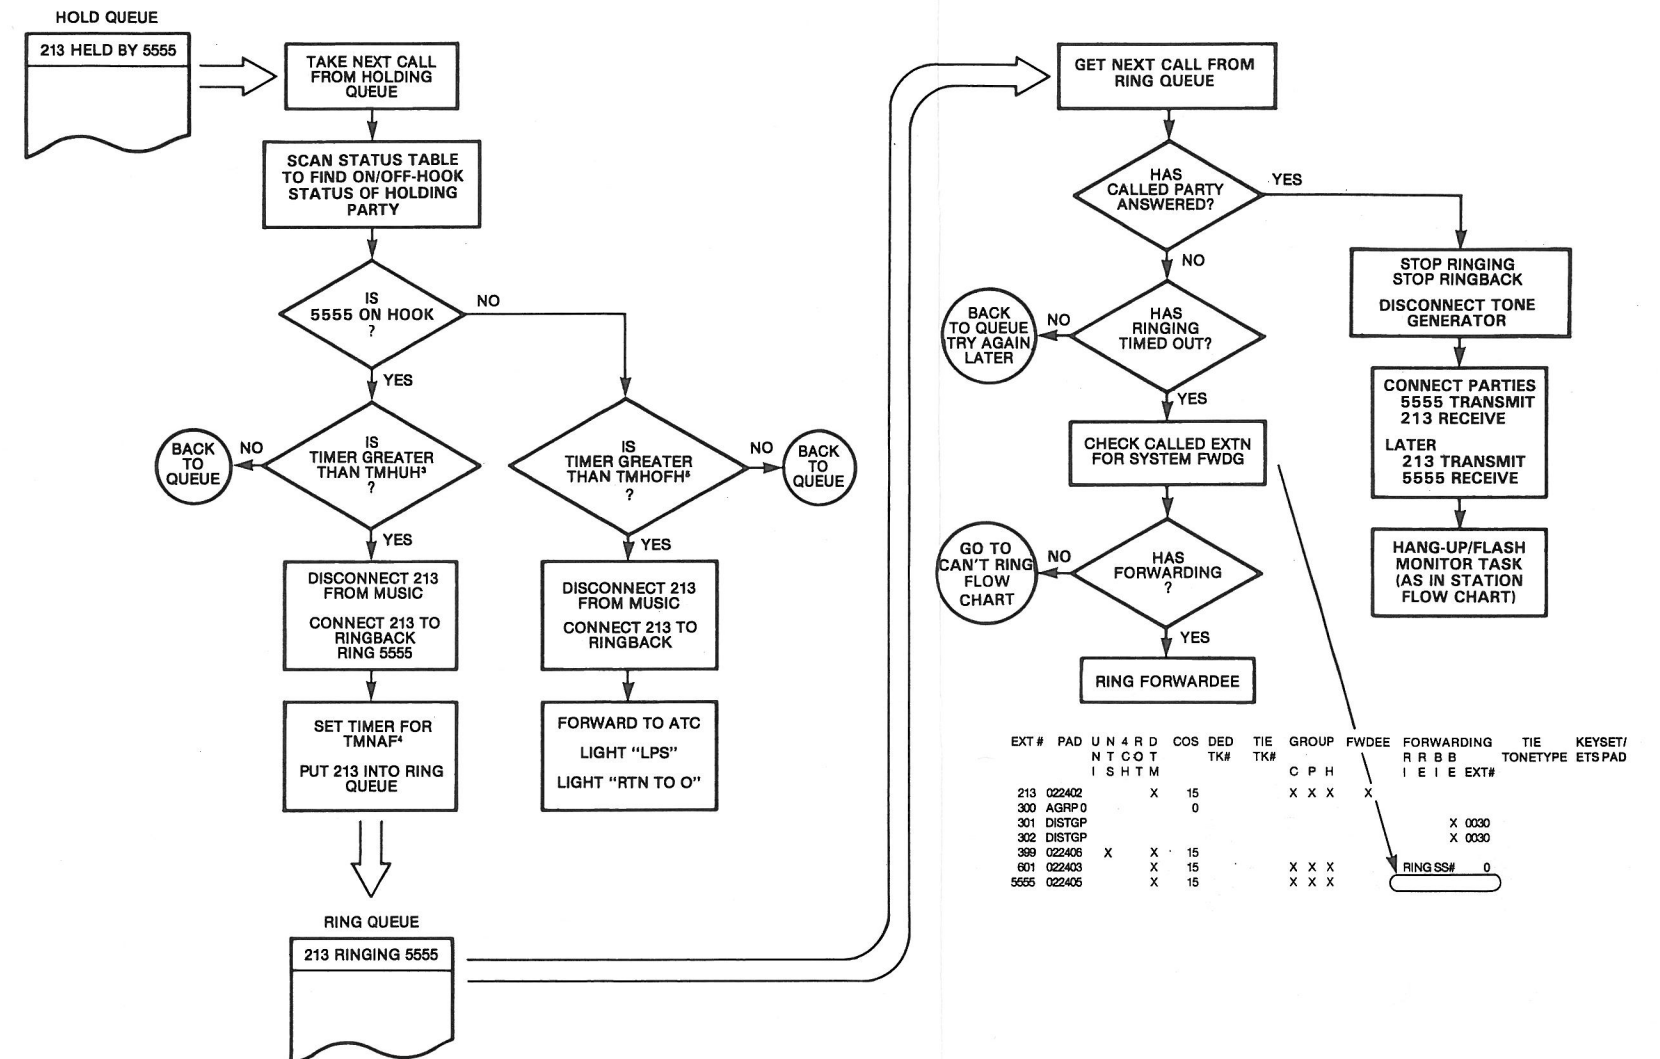 HOLD QUEUE
213 HELD BY 5555
TAKE NEXT CALL
FROM HOLDING
QUEUE
SCAN STATUS TABLE
TO FIND ON/OFF-HOOK
STATUS OF HOLDING
PARTY
IS
5555 ON HOOK
?
NO
YES
IS
TIMER GREATER
THAN TMHUH³
?
NO
BACK
TO
QUEUE
YES
DISCONNECT 213
FROM MUSIC
CONNECT 213 TO
RINGBACK
RING 5555
SET TIMER FOR
TMNAF⁴
PUT 213 INTO RING
QUEUE
IS
TIMER GREATER
THAN TMHOFH⁵
?
NO
BACK
TO
QUEUE
YES
DISCONNECT 213
FROM MUSIC
CONNECT 213 TO
RINGBACK
FORWARD TO ATC
LIGHT “LPS”
LIGHT “RTN TO O”
RING QUEUE
213 RINGING 5555
GET NEXT CALL FROM
RING QUEUE
HAS
CALLED PARTY
ANSWERED?
YES
NO
STOP RINGING
STOP RINGBACK
DISCONNECT TONE
GENERATOR
CONNECT PARTIES
5555 TRANSMIT
213 RECEIVE
LATER
213 TRANSMIT
5555 RECEIVE
HANG-UP/FLASH
MONITOR TASK
(AS IN STATION
FLOW CHART)
HAS
RINGING
TIMED OUT?
NO
BACK
TO QUEUE
TRY AGAIN
LATER
YES
CHECK CALLED EXTN
FOR SYSTEM FWDG
HAS
FORWARDING
?
NO
GO TO
CAN'T RING
FLOW
CHART
YES
RING FORWARDEE
EXT # PAD U N 4 R D COS DED TIE GROUP FWDEE FORWARDING TIE KEYSET/
N T C O T TK# TK# R R B B TONETYPE ETS PAD
I S H T M C P H I E I E EXT#
213 022402 X 15 X X X X
300 AGRP0 0
301 DISTGP X 0030
302 DISTGP X 0030
399 022406 X X 15
601 022403 X 15 X X X RING SS# 0
5555 022405 X 15 X X X